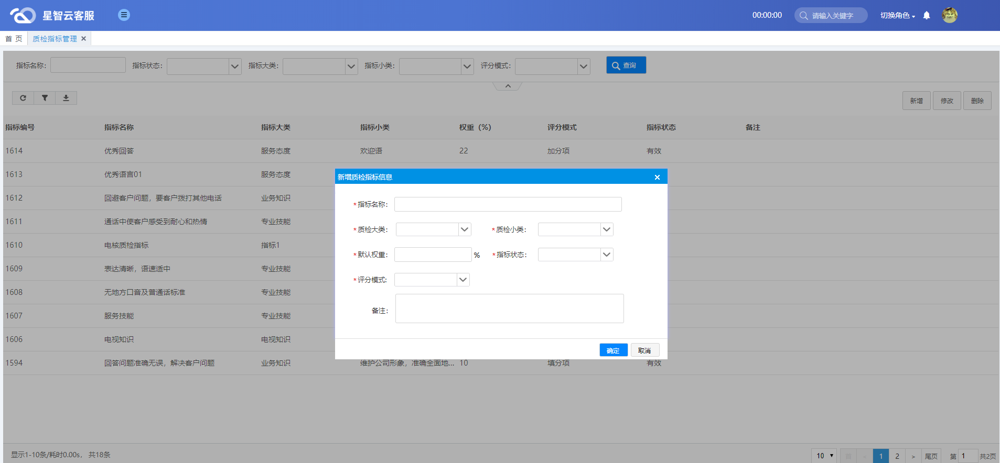 星智云客服
00:00:00 请输入关键字 切换角色
首 页 质检指标管理
指标名称： 指标状态： 指标大类： 指标小类： 评分模式： 查询
新增 修改 删除
指标编号 指标名称 指标大类 指标小类 权重（%） 评分模式 指标状态 备注
1614 优秀回答 服务态度 欢迎语 22 加分项 有效
1613 优秀语言01 服务态度
1612 回避客户问题，要客户拨打其他电话 业务知识
1611 通话中使客户感受到耐心和热情 专业技能
1610 电核质检指标 指标1
1609 表达清晰，语速适中 专业技能
1608 无地方口音及普通话标准 专业技能
1607 服务技能 专业技能
1606 电视知识 电视知识
1594 回答问题准确无误，解决客户问题 业务知识 维护公司形象，准确全面地... 10 填分项 有效
新增质检指标信息
*指标名称：
*质检大类： *质检小类：
*默认权重： % *指标状态：
*评分模式:
备注：
确定 取消
显示1-10条/耗时0.00s， 共18条
10 首 < 1 2 > 尾页 第 1 共2页